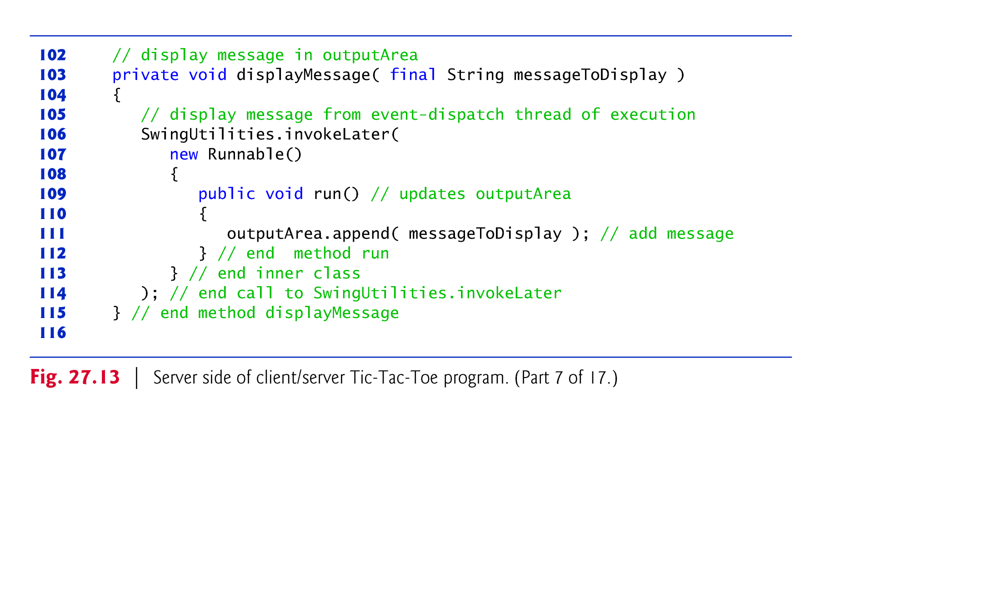 102     // display message in outputArea
103     private void displayMessage( final String messageToDisplay )
104     {
105        // display message from event-dispatch thread of execution
106        SwingUtilities.invokeLater(
107           new Runnable()
108           {
109              public void run() // updates outputArea
110              {
111                 outputArea.append( messageToDisplay ); // add message
112              } // end  method run
113           } // end inner class
114        ); // end call to SwingUtilities.invokeLater
115     } // end method displayMessage
116
Fig. 27.13 | Server side of client/server Tic-Tac-Toe program. (Part 7 of 17.)